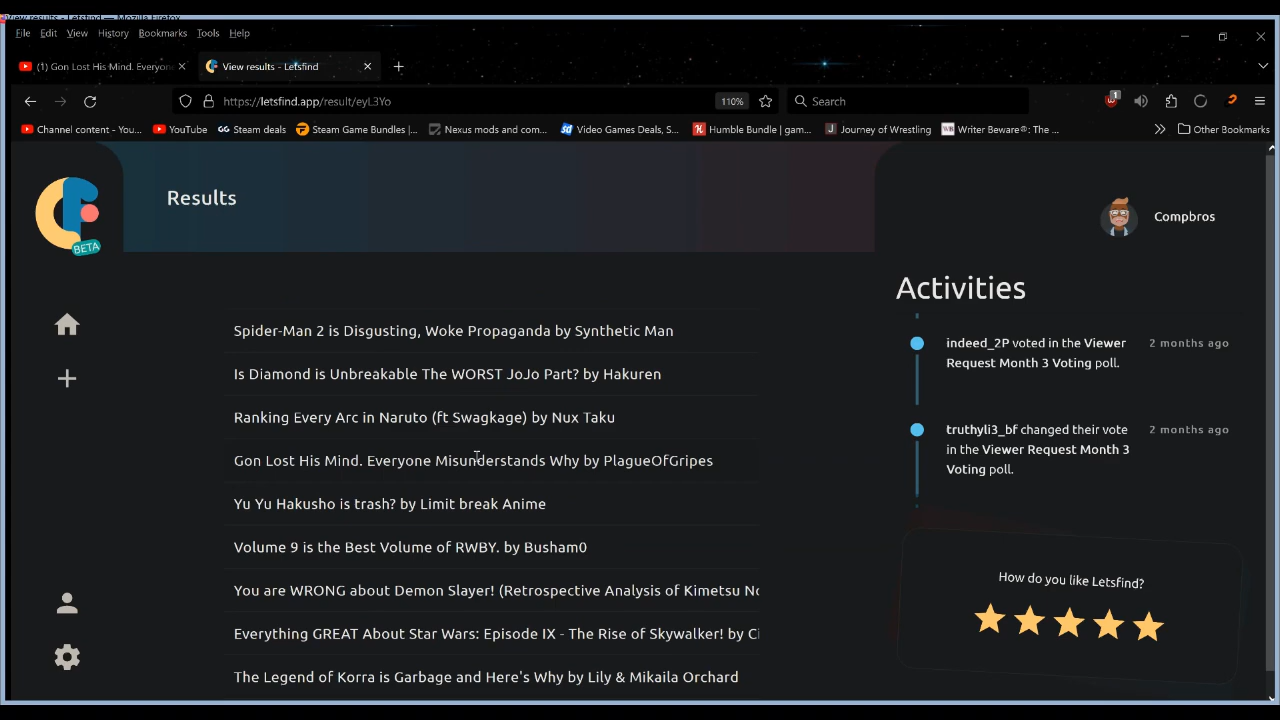 View results - Letsfind — Mozilla Firefox
File Edit View History Bookmarks Tools Help
(1) Gon Lost His Mind. Everyone
View results - Letsfind
https://letsfind.app/result/eyL3Yo
110%
Search
1
Channel content - You...
YouTube
Steam deals
Steam Game Bundles |...
Nexus mods and com...
Video Games Deals, S...
Humble Bundle | gam...
Journey of Wrestling
Writer Beware®: The ...
Other Bookmarks
BETA
Results
Compbros
Spider-Man 2 is Disgusting, Woke Propaganda by Synthetic Man
Is Diamond is Unbreakable The WORST JoJo Part? by Hakuren
Ranking Every Arc in Naruto (ft Swagkage) by Nux Taku
Gon Lost His Mind. Everyone Misunderstands Why by PlagueOfGripes
Yu Yu Hakusho is trash? by Limit break Anime
Volume 9 is the Best Volume of RWBY. by Busham0
You are WRONG about Demon Slayer! (Retrospective Analysis of Kimetsu No
Everything GREAT About Star Wars: Episode IX - The Rise of Skywalker! by Ci
The Legend of Korra is Garbage and Here's Why by Lily & Mikaila Orchard
Activities
indeed_2P voted in the Viewer
Request Month 3 Voting poll.
2 months ago
truthyli3_bf changed their vote
in the Viewer Request Month 3
Voting poll.
2 months ago
How do you like Letsfind?